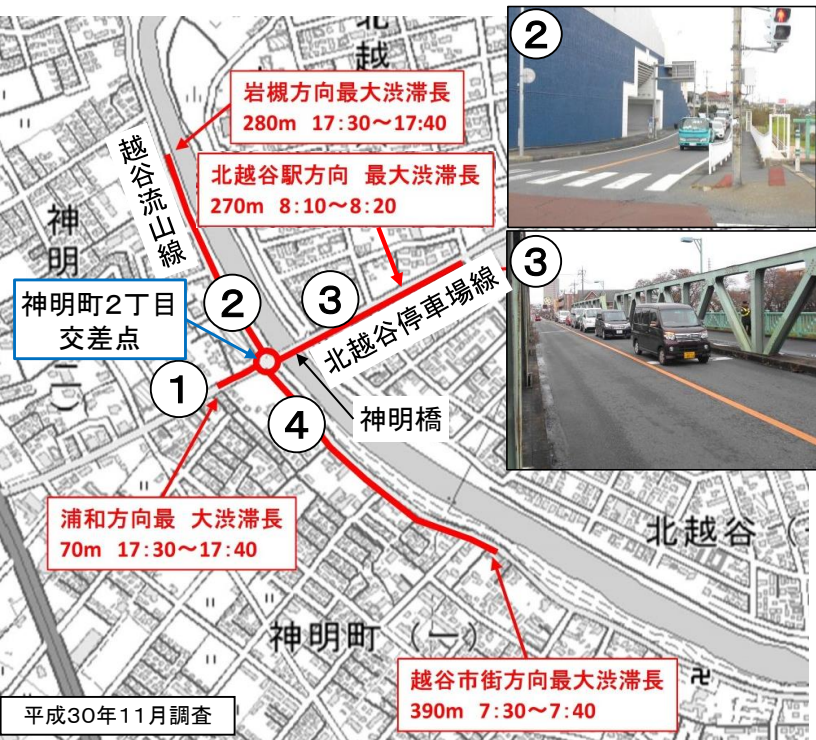 北越
②
岩槻方向最大渋滞長
280m 17:30～17:40
越谷流山線
北越谷駅方向 最大渋滞長
270m 8:10～8:20
神明
③
神明町2丁目
交差点
②
③
北越谷停車場線
①
神明橋
④
二）
浦和方向最 大渋滞長
70m 17:30～17:40
北越谷（
神明町（一）
越谷市街方向最大渋滞長
390m 7:30～7:40
平成30年11月調査